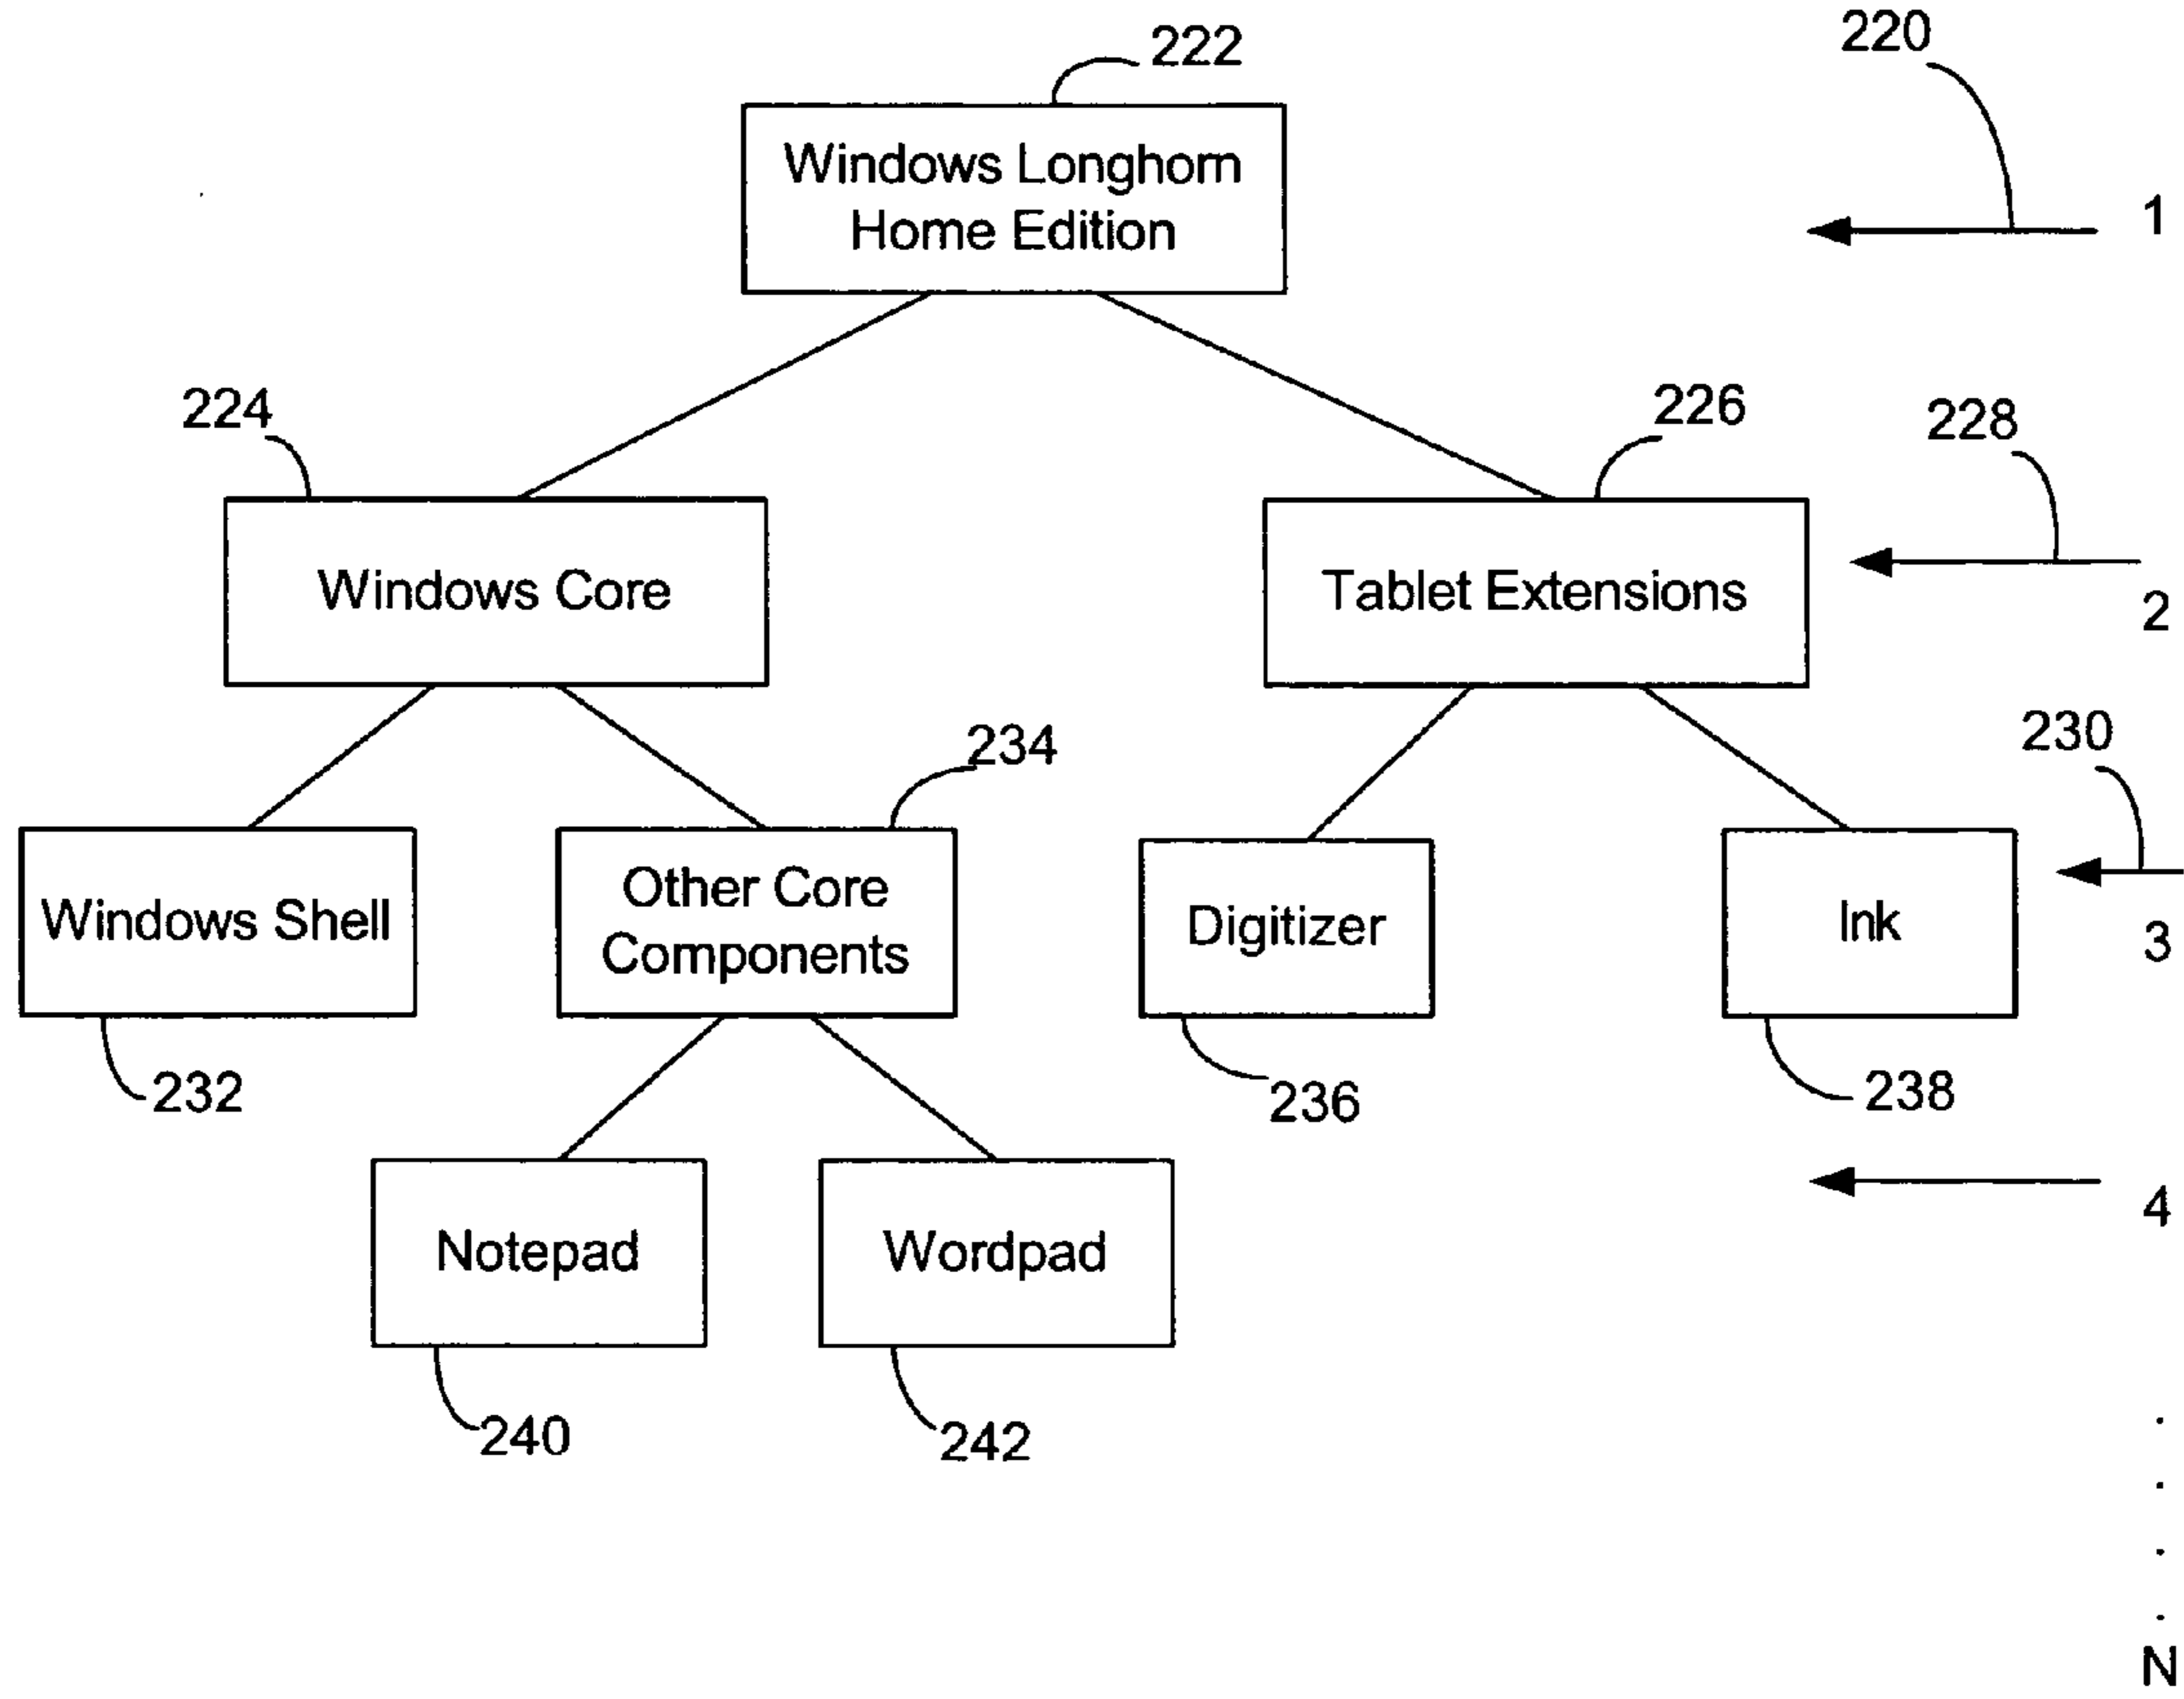 222
220
Windows Longhorn
Home Edition
1
224
226
228
Windows Core
Tablet Extensions
2
234
230
Windows Shell
Other Core
Components
Digitizer
Ink
3
232
236
238
4
Notepad
Wordpad
240
242
.
.
.
.
N